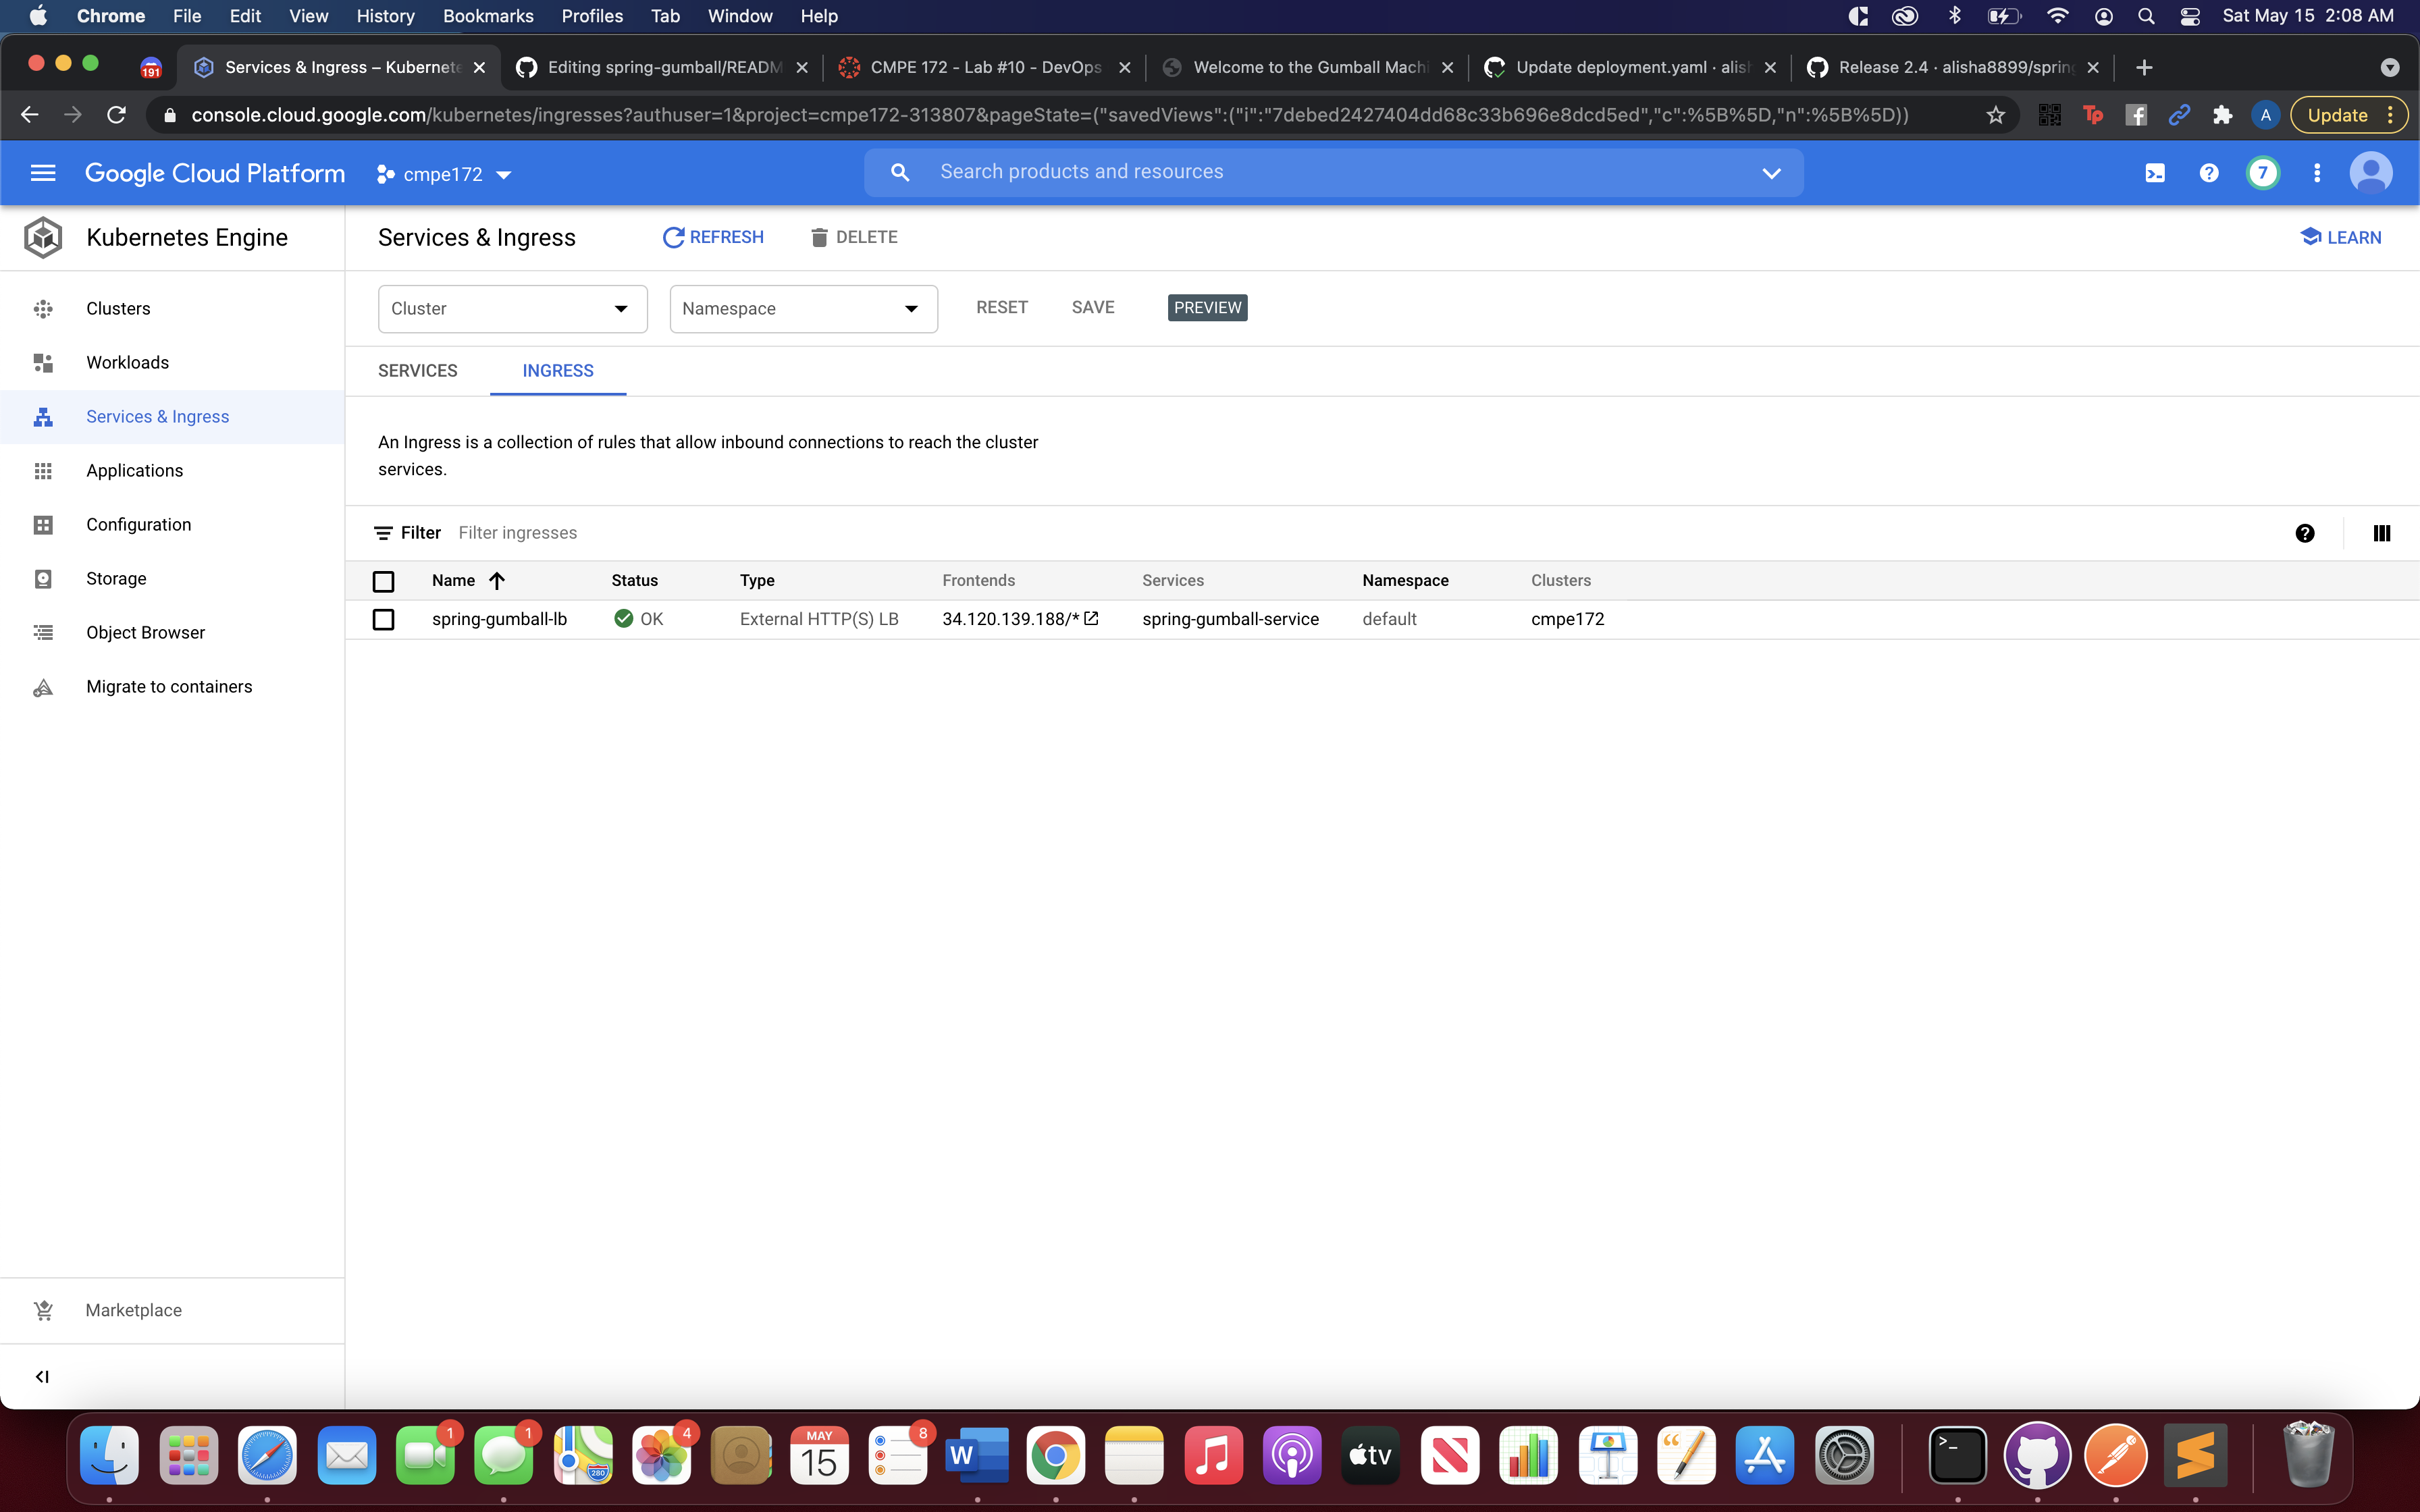 Chrome File Edit View History Bookmarks Profiles Tab Window Help Sat May 15 2:08 AM
191 Services & Ingress – Kubernete Editing spring-gumball/READM CMPE 172 - Lab #10 - DevOps Welcome to the Gumball Machi Update deployment.yaml · alish Release 2.4 · alisha8899/spring
console.cloud.google.com/kubernetes/ingresses?authuser=1&project=cmpe172-313807&pageState=("savedViews":("i":"7debed2427404dd68c33b696e8dcd5ed","c":%5B%5D,"n":%5B%5D)) Tp A Update
Google Cloud Platform cmpe172 Search products and resources ? 7
Kubernetes Engine Services & Ingress REFRESH DELETE LEARN
Clusters
Workloads
Services & Ingress
Applications
Configuration
Storage
Object Browser
Migrate to containers
Marketplace
Cluster Namespace RESET SAVE PREVIEW
SERVICES INGRESS
An Ingress is a collection of rules that allow inbound connections to reach the cluster
services.
Filter Filter ingresses ?
Name Status Type Frontends Services Namespace Clusters
spring-gumball-lb OK External HTTP(S) LB 34.120.139.188/* spring-gumball-service default cmpe172
1 1 280 4 MAY 15 8 W tv >_